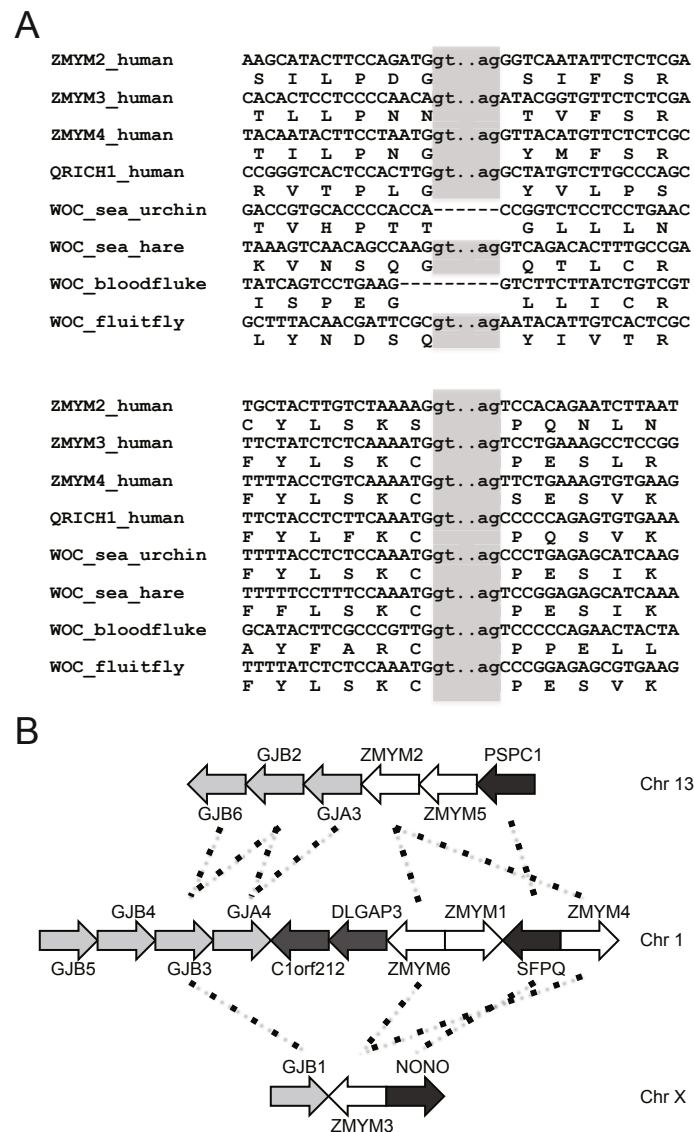 A
ZMYM2_human AAGCATACTTCCAGATGgt..agGGTCAATATTCTCTCGA
S I L P D G S I F S R
ZMYM3_human CACACTCCTCCCCAACAgt..agATACGGTGTTCTCTCGA
T L L P N N T V F S R
ZMYM4_human TACAATACTTCCTAATGgt..agGTTACATGTTCTCTCGC
T I L P N G Y M F S R
QRICH1_human CCGGGTCACTCCACTTGgt..agGCTATGTCTTGCCCAGC
R V T P L G Y V L P S
WOC_sea_urchin GACCGTGCACCCCACCA------CCGGTCTCCTCCTGAAC
T V H P T T G L L L N
WOC_sea_hare TAAAGTCAACAGCCAAGgt..agGTCAGACACTTTGCCGA
K V N S Q G Q T L C R
WOC_bloodfluke TATCAGTCCTGAAG---------GTCTTCTTATCTGTCGT
I S P E G L L I C R
WOC_fluitfly GCTTTACAACGATTCGCgt..agAATACATTGTCACTCGC
L Y N D S Q Y I V T R
ZMYM2_human TGCTACTTGTCTAAAAGgt..agTCCACAGAATCTTAAT
C Y L S K S P Q N L N
ZMYM3_human TTCTATCTCTCAAAATGgt..agTCCTGAAAGCCTCCGG
F Y L S K C P E S L R
ZMYM4_human TTTTACCTGTCAAAATGgt..agTTCTGAAAGTGTGAAG
F Y L S K C S E S V K
QRICH1_human TTCTACCTCTTCAAATGgt..agCCCCCAGAGTGTGAAA
F Y L F K C P Q S V K
WOC_sea_urchin TTTTACCTCTCCAAATGgt..agCCCTGAGAGCATCAAG
F Y L S K C P E S I K
WOC_sea_hare TTTTTCCTTTCCAAATGgt..agTCCGGAGAGCATCAAA
F F L S K C P E S I K
WOC_bloodfluke GCATACTTCGCCCGTTGgt..agTCCCCCAGAACTACTA
A Y F A R C P P E L L
WOC_fluitfly TTTTATCTCTCCAAATGgt..agCCCGGAGAGCGTGAAG
F Y L S K C P E S V K
B
GJB2 ZMYM2 PSPC1
Chr 13
GJB6 GJA3 ZMYM5
GJB4 GJA4 DLGAP3 ZMYM1 ZMYM4
Chr 1
GJB5 GJB3 C1orf212 ZMYM6 SFPQ
GJB1 NONO
Chr X
ZMYM3